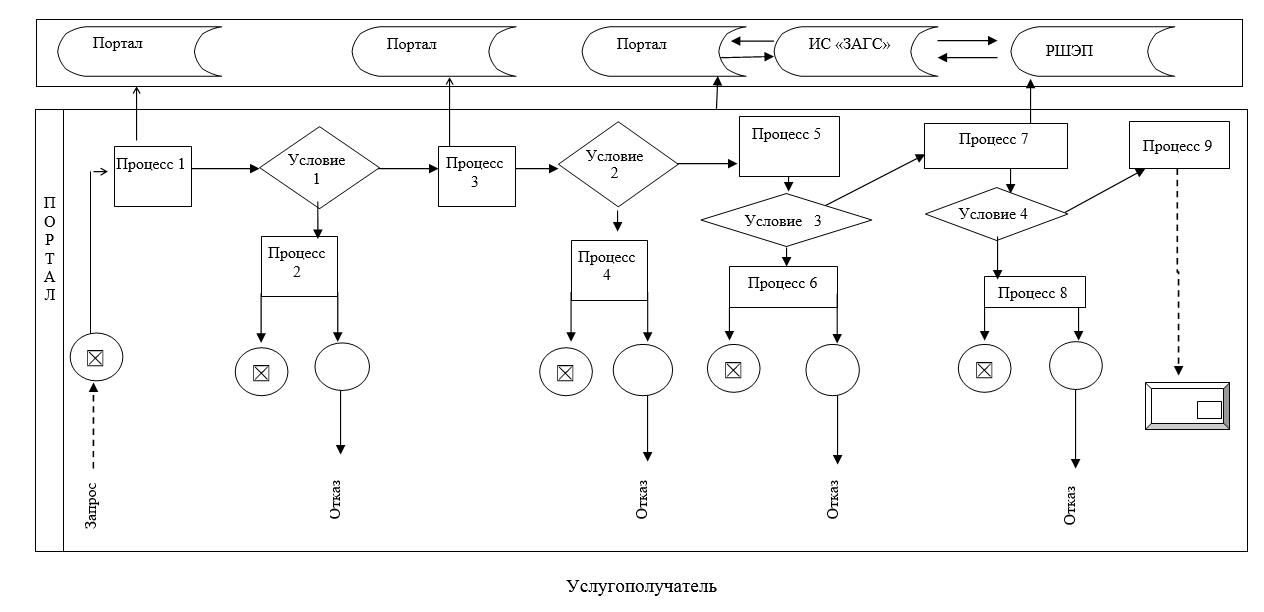 Портал
Портал
Портал
ИС «ЗАГС»
РШЭП
ПОРТАЛ
Процесс 1
Условие
1
Процесс
3
Условие
2
Процесс 5
Процесс 7
Процесс 9
Условие 3
Условие 4
Процесс
2
Процесс
4
Процесс 6
Процесс 8
Запрос
Отказ
Отказ
Отказ
Отказ
Услугополучатель